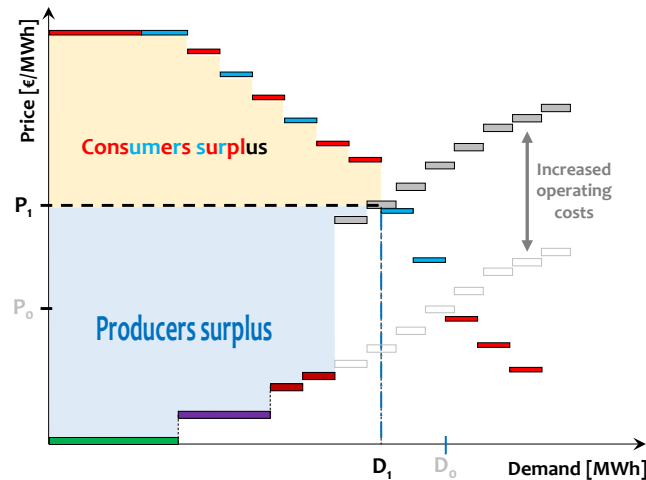 Price [€/MWh]
Consumers surplus
Increased
operating
costs
P₁
P₀
Producers surplus
D₁
D₀
Demand [MWh]